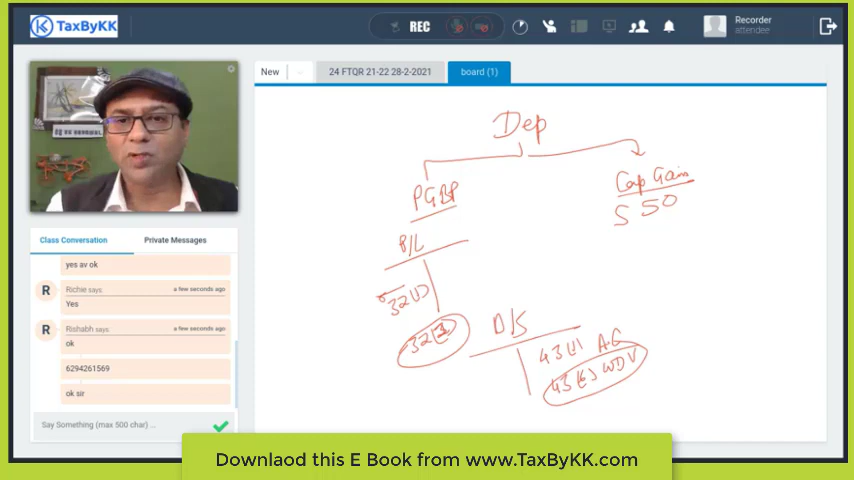 TaxByKK
REC
Recorder
attendee
New
24 FTQR 21-22 28-2-2021
board (1)
Dep
PGBP
Cap Gain
S 50
B/L
32(1)
32(2)
D/S
43(1) A.C
43(6) WDV
Class Conversation
Private Messages
yes av ok
R
Richie says:
a few seconds ago
Yes
R
Rishabh says:
a few seconds ago
ok
6294261569
ok sir
Say Something (max 500 char) ...
Downlaod this E Book from www.TaxByKK.com